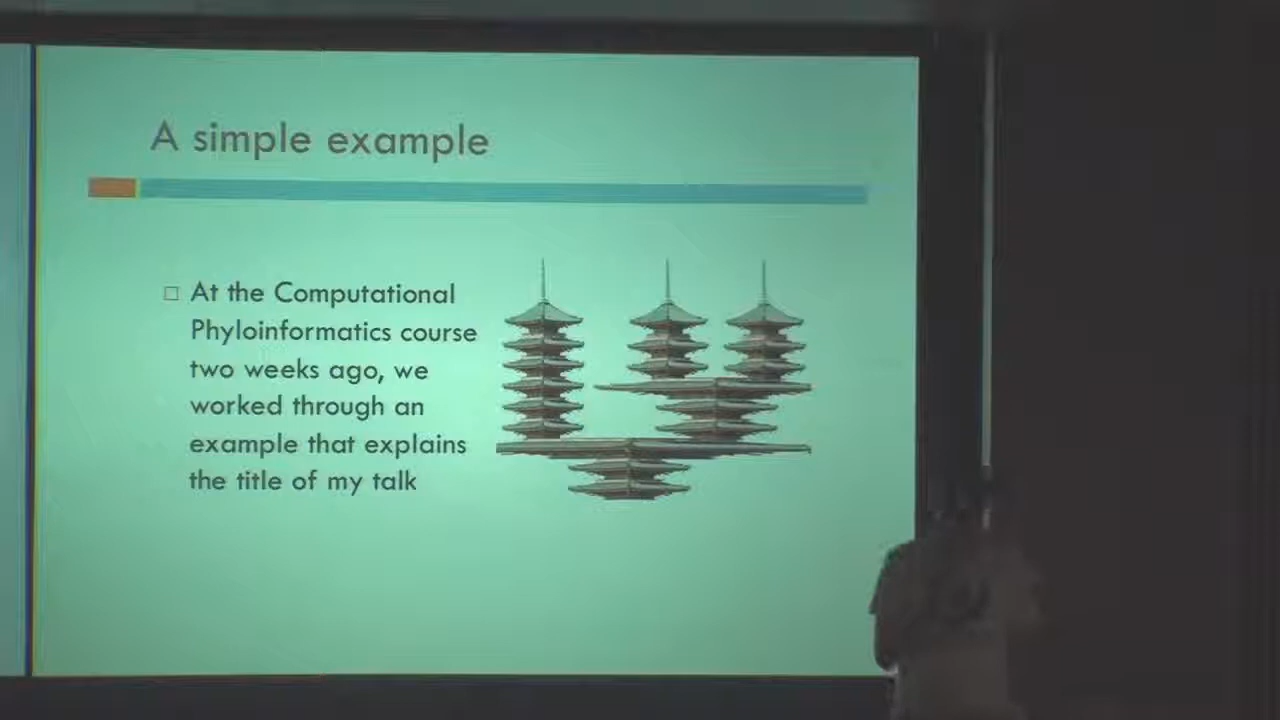 A simple example
At the Computational
Phyloinformatics course
two weeks ago, we
worked through an
example that explains
the title of my talk